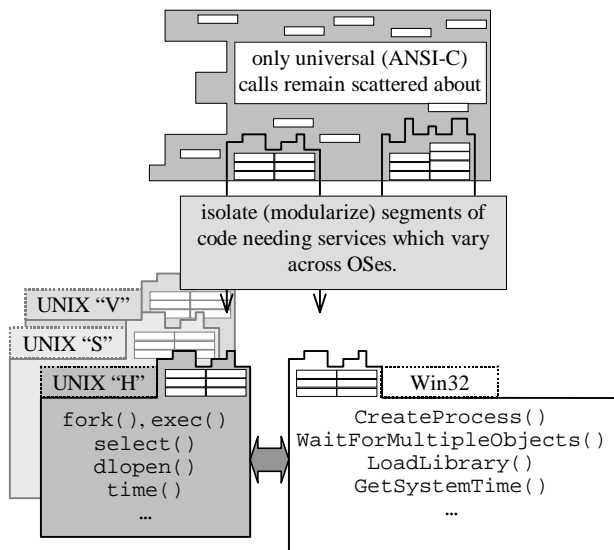 only universal (ANSI-C)
calls remain scattered about
isolate (modularize) segments of
code needing services which vary
across OSes.
UNIX “V”
UNIX “S”
UNIX “H”
fork(), exec()
select()
dlopen()
time()
…
Win32
CreateProcess()
WaitForMultipleObjects()
LoadLibrary()
GetSystemTime()
…